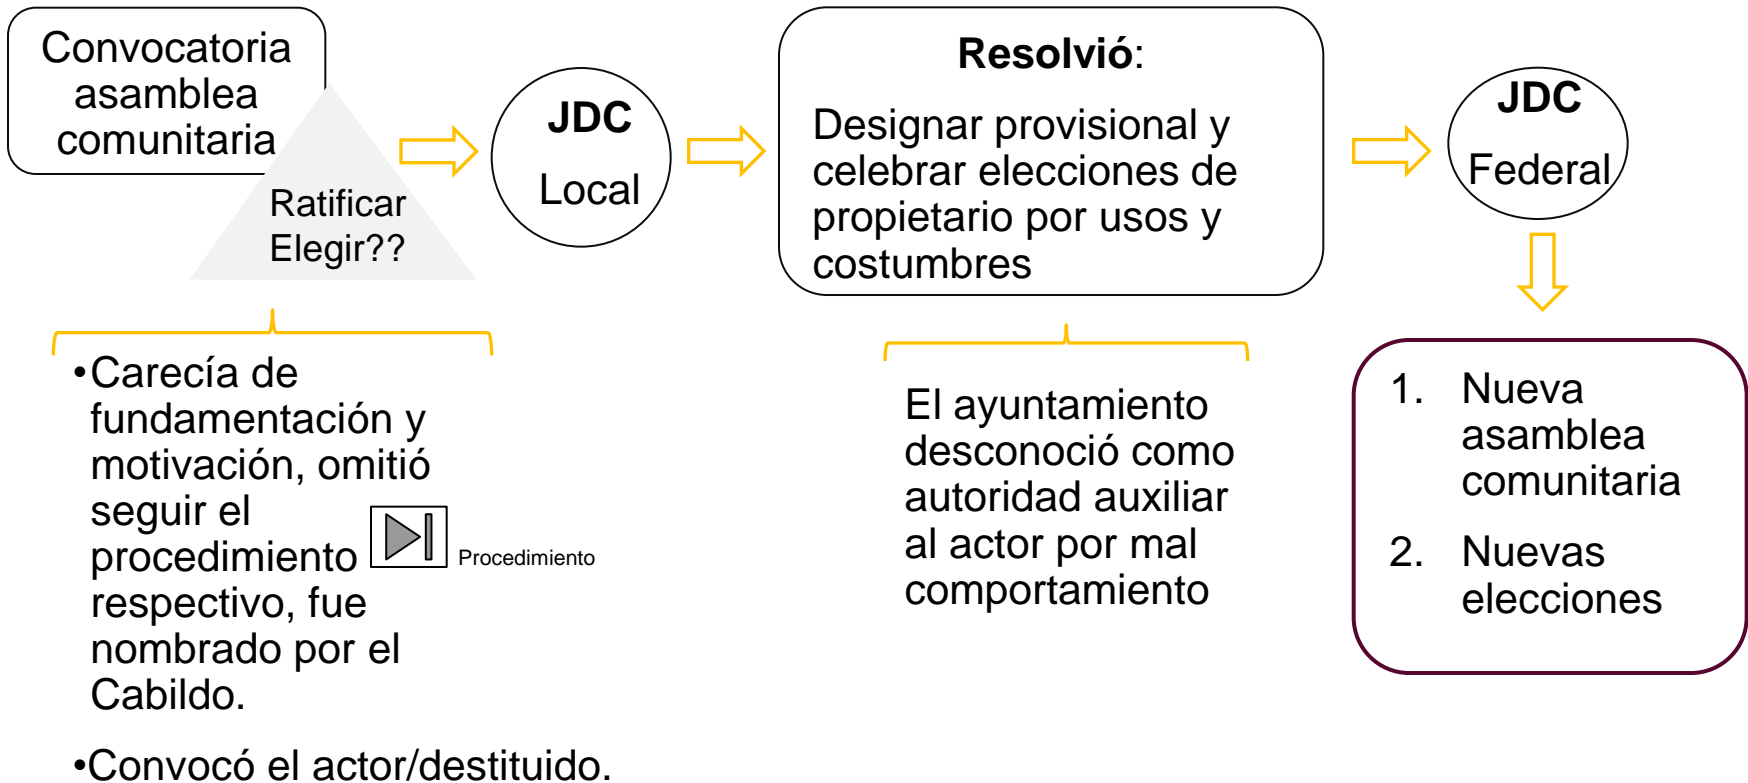 Convocatoria
asamblea
comunitaria
Ratificar
Elegir??
JDC
Local
Resolvió:
Designar provisional y
celebrar elecciones de
propietario por usos y
costumbres
JDC
Federal
•Carecía de
fundamentación y
motivación, omitió
seguir el
procedimiento
respectivo, fue
nombrado por el
Cabildo.
•Convocó el actor/destituido.
Procedimiento
El ayuntamiento
desconoció como
autoridad auxiliar
al actor por mal
comportamiento
1. Nueva
asamblea
comunitaria
2. Nuevas
elecciones